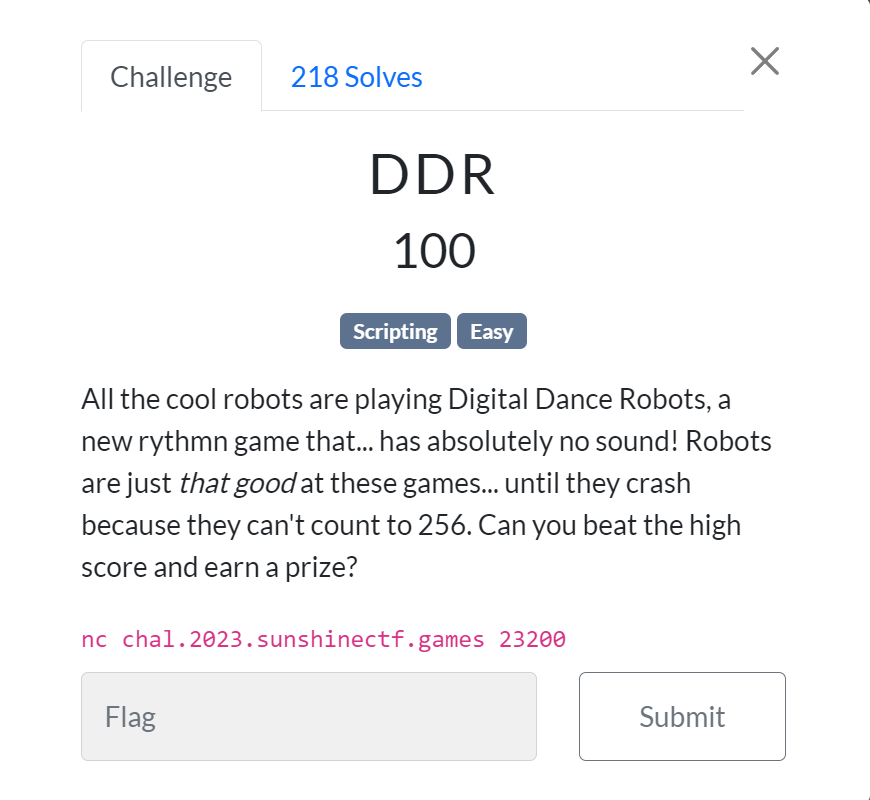 Challenge
218 Solves
DDR
100
Scripting Easy
All the cool robots are playing Digital Dance Robots, a
new rythmn game that... has absolutely no sound! Robots
are just that good at these games... until they crash
because they can't count to 256. Can you beat the high
score and earn a prize?
nc chal.2023.sunshinectf.games 23200
Flag
Submit